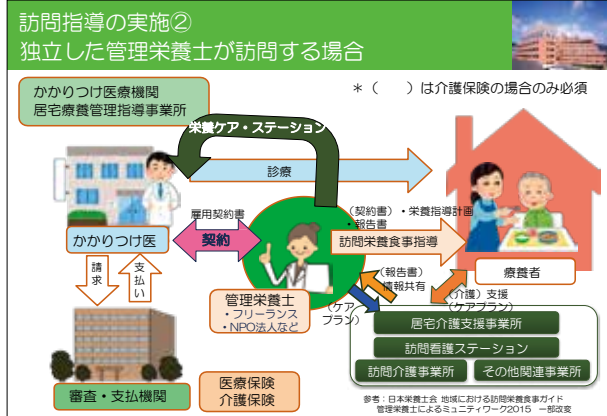 訪問指導の実施②
独立した管理栄養士が訪問する場合
かかりつけ医療機関
居宅療養管理指導事業所
＊（　　）は介護保険の場合のみ必須
栄養ケア・ステーション
診療
雇用契約書
契約
（契約書）・栄養指導計画
・報告書
訪問栄養食事指導
かかりつけ医
請求
支払い
管理栄養士
・フリーランス
・NPO法人など
（報告書）
情報共有
（ケア
プラン）
（介護）支援
（ケアプラン）
療養者
居宅介護支援事業所
訪問看護ステーション
訪問介護事業所
その他関連事業所
審査・支払機関
医療保険
介護保険
参考：日本栄養士会 地域における訪問栄養食事ガイド
管理栄養士によるミュニティワーク2015　一部改変